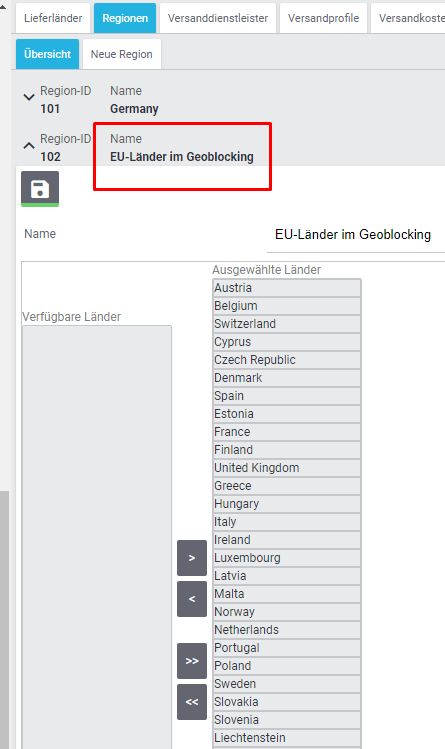 Lieferländer Regionen Versanddienstleister Versandprofile Versandkoste
Übersicht Neue Region
Region-ID Name
101 Germany
Region-ID Name
102 EU-Länder im Geoblocking
Name EU-Länder im Geoblocking
Ausgewählte Länder
Verfügbare Länder
Austria
Belgium
Switzerland
Cyprus
Czech Republic
Denmark
Spain
Estonia
France
Finland
United Kingdom
Greece
Hungary
Italy
Ireland
>
Luxembourg
Latvia
<
Malta
Norway
Netherlands
Portugal
>>
Poland
Sweden
<<
Slovakia
Slovenia
Liechtenstein